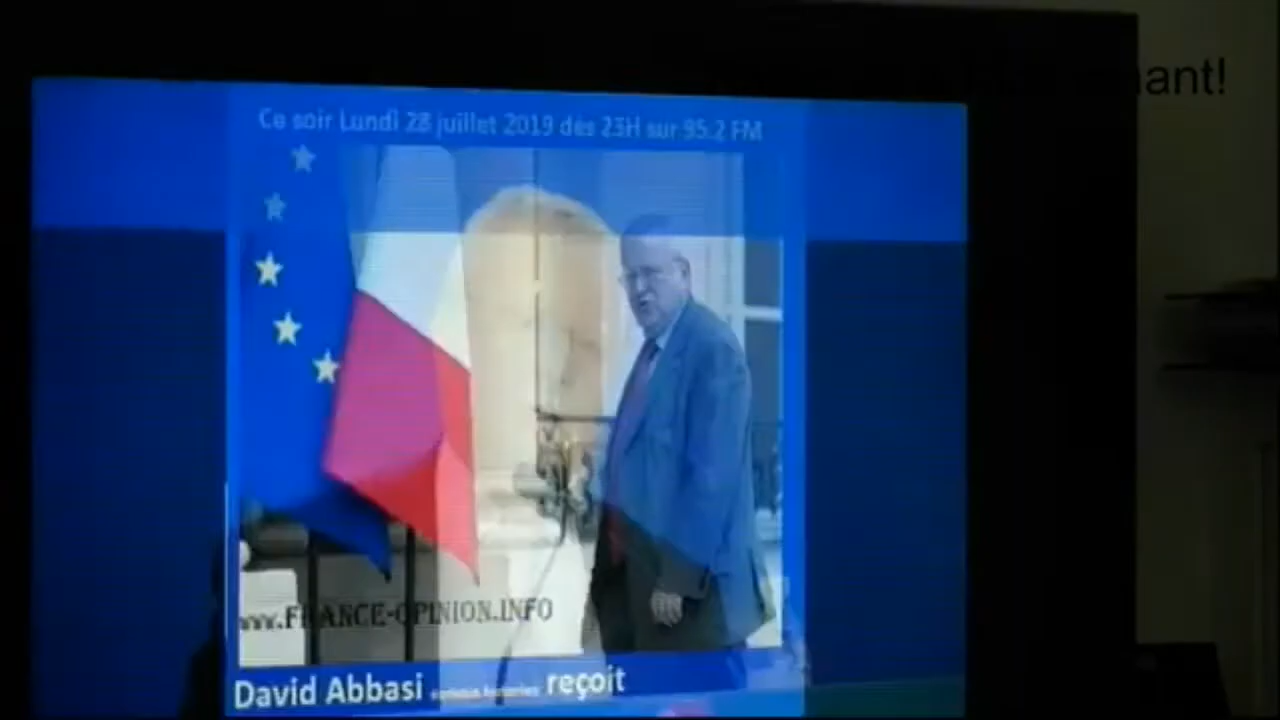 ant!
Ce soir Lundi 28 juillet 2019 dès 23H sur 95.2 FM
www.FRANCE-OPINION.INFO
David Abbasi reçoit